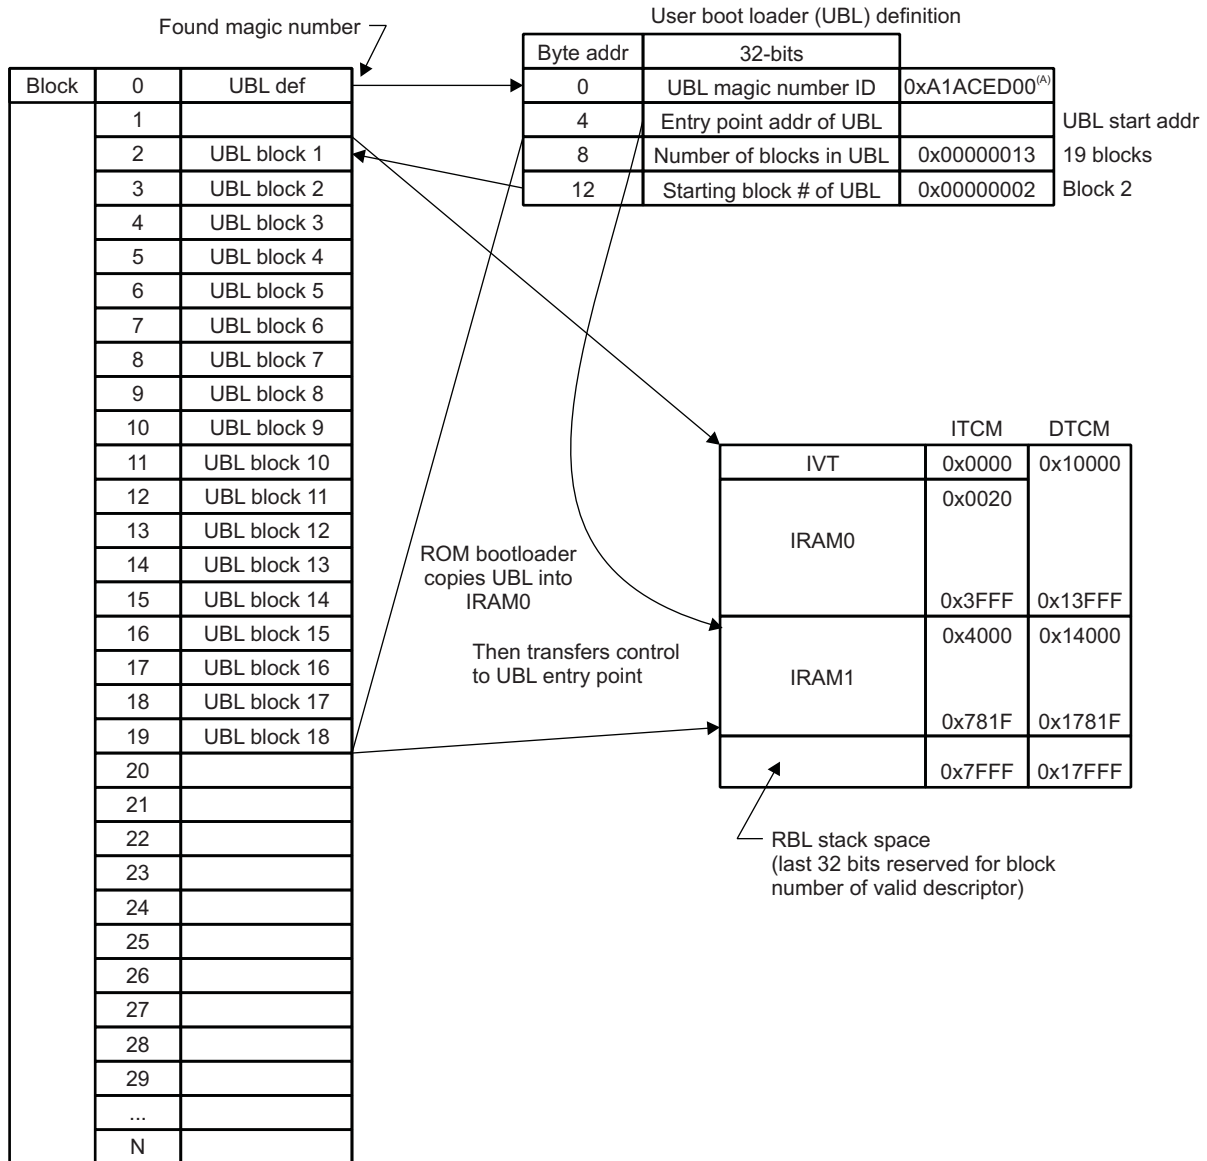 Found magic number
User boot loader (UBL) definition
Byte addr 32-bits
0 UBL magic number ID 0xA1ACED00(A)
4 Entry point addr of UBL UBL start addr
8 Number of blocks in UBL 0x00000013 19 blocks
12 Starting block # of UBL 0x00000002 Block 2
Block 0 UBL def
1
2 UBL block 1
3 UBL block 2
4 UBL block 3
5 UBL block 4
6 UBL block 5
7 UBL block 6
8 UBL block 7
9 UBL block 8
10 UBL block 9
11 UBL block 10
12 UBL block 11
13 UBL block 12
14 UBL block 13
15 UBL block 14
16 UBL block 15
17 UBL block 16
18 UBL block 17
19 UBL block 18
20
21
22
23
24
25
26
27
28
29
...
N
ROM bootloader
copies UBL into
IRAM0
Then transfers control
to UBL entry point
ITCM DTCM
IVT 0x0000 0x10000
0x0020
IRAM0
0x3FFF 0x13FFF
0x4000 0x14000
IRAM1
0x781F 0x1781F
0x7FFF 0x17FFF
RBL stack space
(last 32 bits reserved for block
number of valid descriptor)